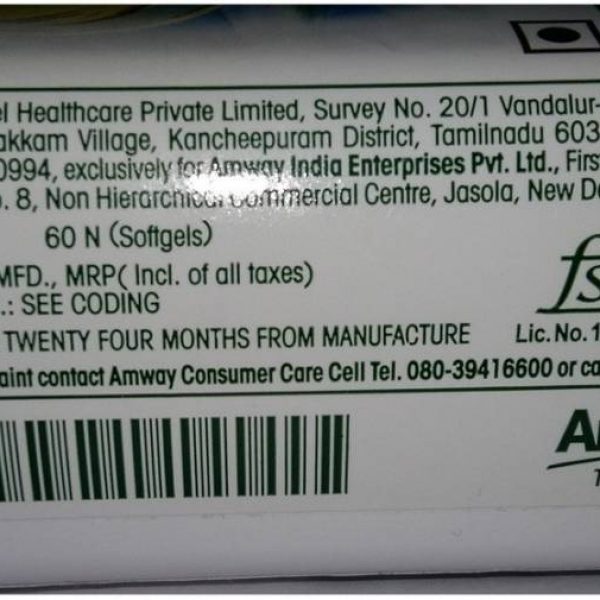 el Healthcare Private Limited, Survey No. 20/1 Vandalur-
akkam Village, Kancheepuram District, Tamilnadu 603
0994, exclusively for Amway India Enterprises Pvt. Ltd., First
o. 8, Non Hierarchical Commercial Centre, Jasola, New De
60 N (Softgels)
MFD., MRP( Incl. of all taxes)
.: SEE CODING
TWENTY FOUR MONTHS FROM MANUFACTURE
fs
Lic. No. 1
aint contact Amway Consumer Care Cell Tel. 080-39416600 or ca
A